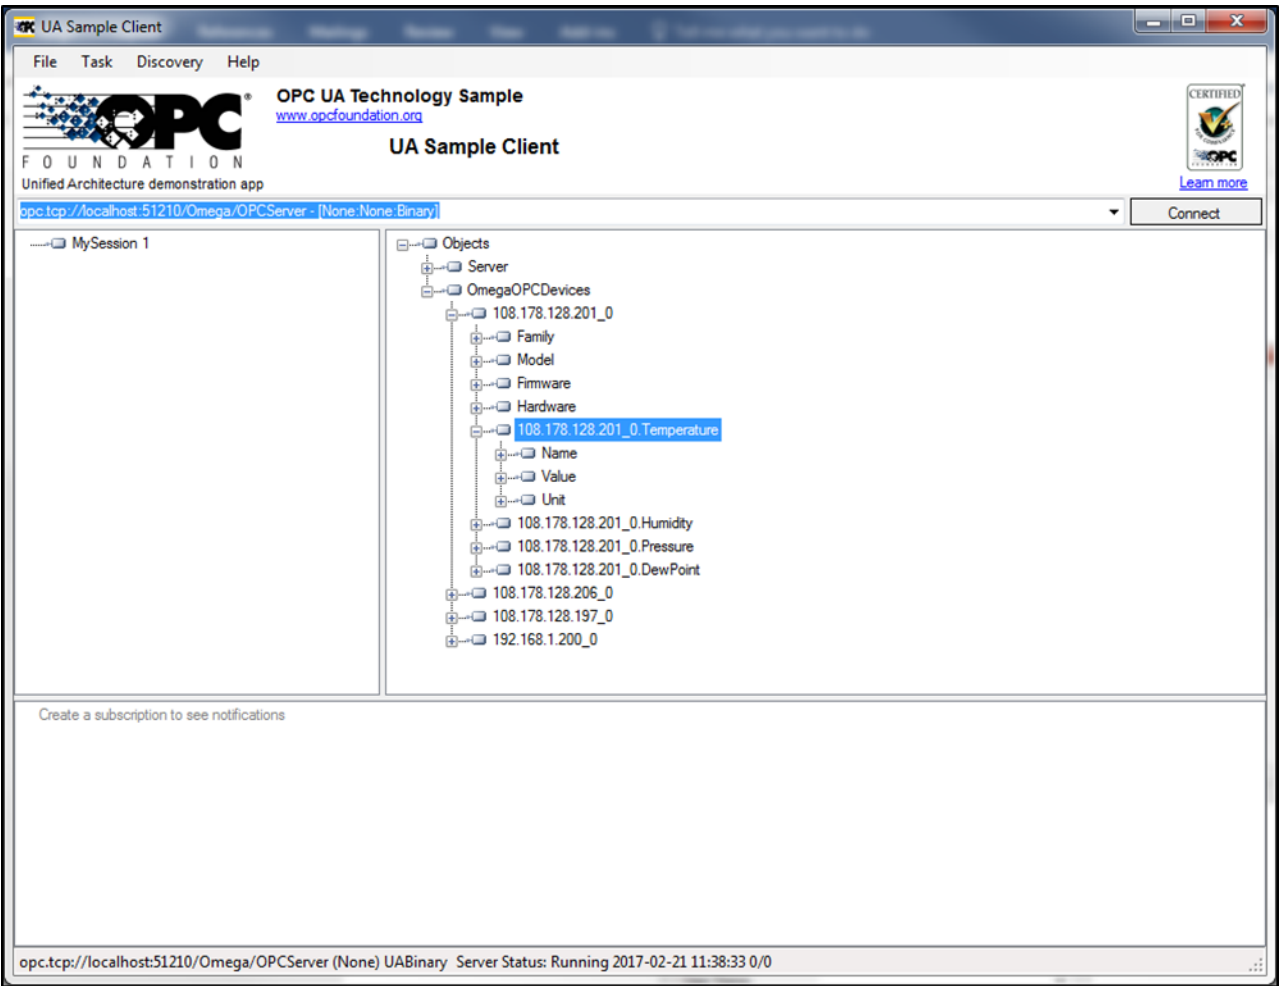 UA Sample Client
File Task Discovery Help
OPC
FOUNDATION
Unified Architecture demonstration app
OPC UA Technology Sample
www.opcfoundation.org
UA Sample Client
CERTIFIED
FOR COMPLIANCE
OPC
FOUNDATION
Learn more
opc.tcp://localhost:51210/Omega/OPCServer - [None:None:Binary]
Connect
MySession 1
Objects
Server
OmegaOPCDevices
108.178.128.201_0
Family
Model
Firmware
Hardware
108.178.128.201_0.Temperature
Name
Value
Unit
108.178.128.201_0.Humidity
108.178.128.201_0.Pressure
108.178.128.201_0.DewPoint
108.178.128.206_0
108.178.128.197_0
192.168.1.200_0
Create a subscription to see notifications
opc.tcp://localhost:51210/Omega/OPCServer (None) UABinary Server Status: Running 2017-02-21 11:38:33 0/0